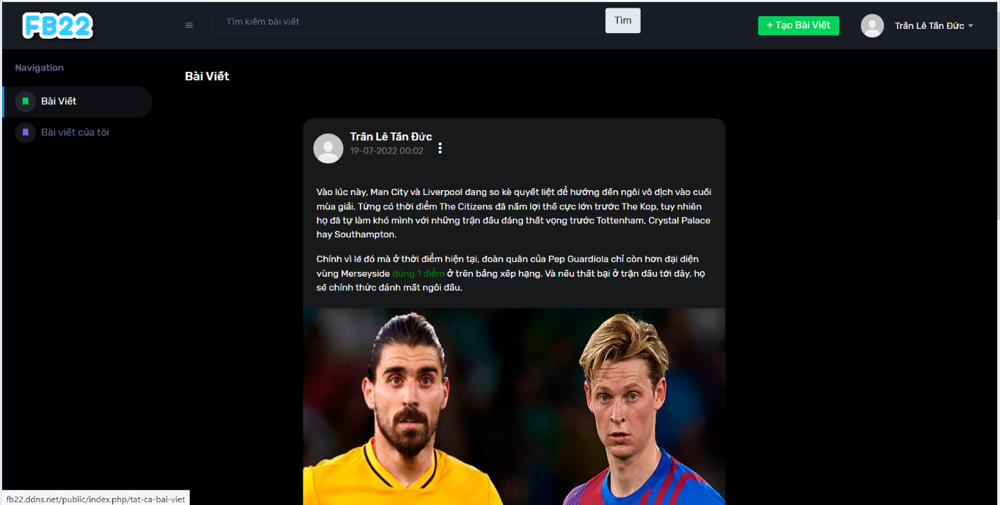 FB22
Tìm kiếm bài viết
Tìm
+ Tạo Bài Viết
Trần Lê Tấn Đức
Navigation
Bài Viết
Bài viết của tôi
Bài Viết
Trần Lê Tấn Đức
19-07-2022 00:02
Vào lúc này, Man City và Liverpool đang so kè quyết liệt để hướng đến ngôi vô địch vào cuối
mùa giải. Từng có thời điểm The Citizens đã nắm lợi thế cực lớn trước The Kop, tuy nhiên
họ đã tự làm khó mình với những trận đấu đáng thất vọng trước Tottenham, Crystal Palace
hay Southampton.
Chính vì lẽ đó mà ở thời điểm hiện tại, đoàn quân của Pep Guardiola chỉ còn hơn đại diện
vùng Merseyside đúng 1 điểm ở trên bảng xếp hạng. Và nếu thất bại ở trận đấu tới đây, họ
sẽ chính thức đánh mất ngôi đầu.
fb22.ddns.net/public/index.php/tat-ca-bai-viet